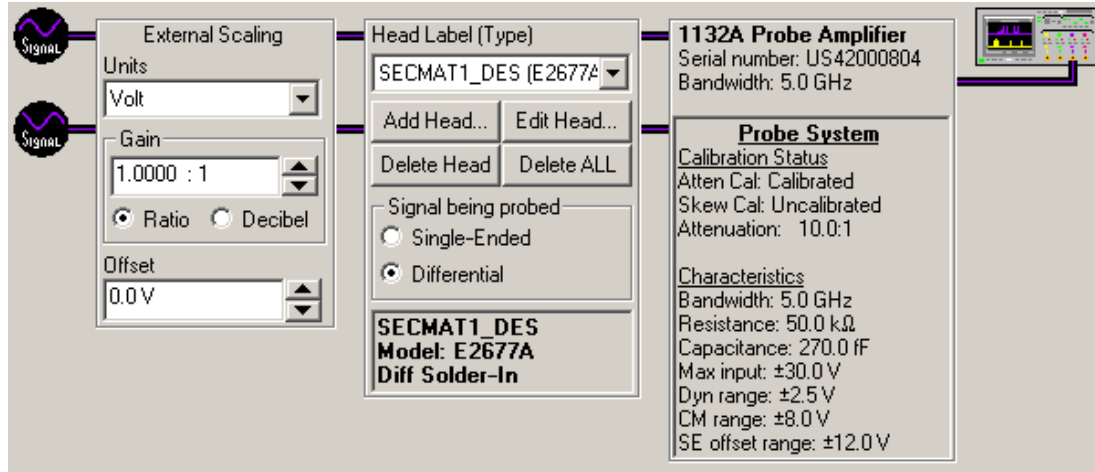 Signal
Signal
External Scaling
Units
Volt
Gain
1.0000 : 1
Ratio
Decibel
Offset
0.0 V
Head Label (Type)
SECMAT1_DES (E2677A
Add Head...
Edit Head...
Delete Head
Delete ALL
Signal being probed
Single-Ended
Differential
SECMAT1_DES
Model: E2677A
Diff Solder-In
1132A Probe Amplifier
Serial number: US42000804
Bandwidth: 5.0 GHz
Probe System
Calibration Status
Atten Cal: Calibrated
Skew Cal: Uncalibrated
Attenuation: 10.0:1
Characteristics
Bandwidth: 5.0 GHz
Resistance: 50.0 kΩ
Capacitance: 270.0 fF
Max input: ±30.0 V
Dyn range: ±2.5 V
CM range: ±8.0 V
SE offset range: ±12.0 V